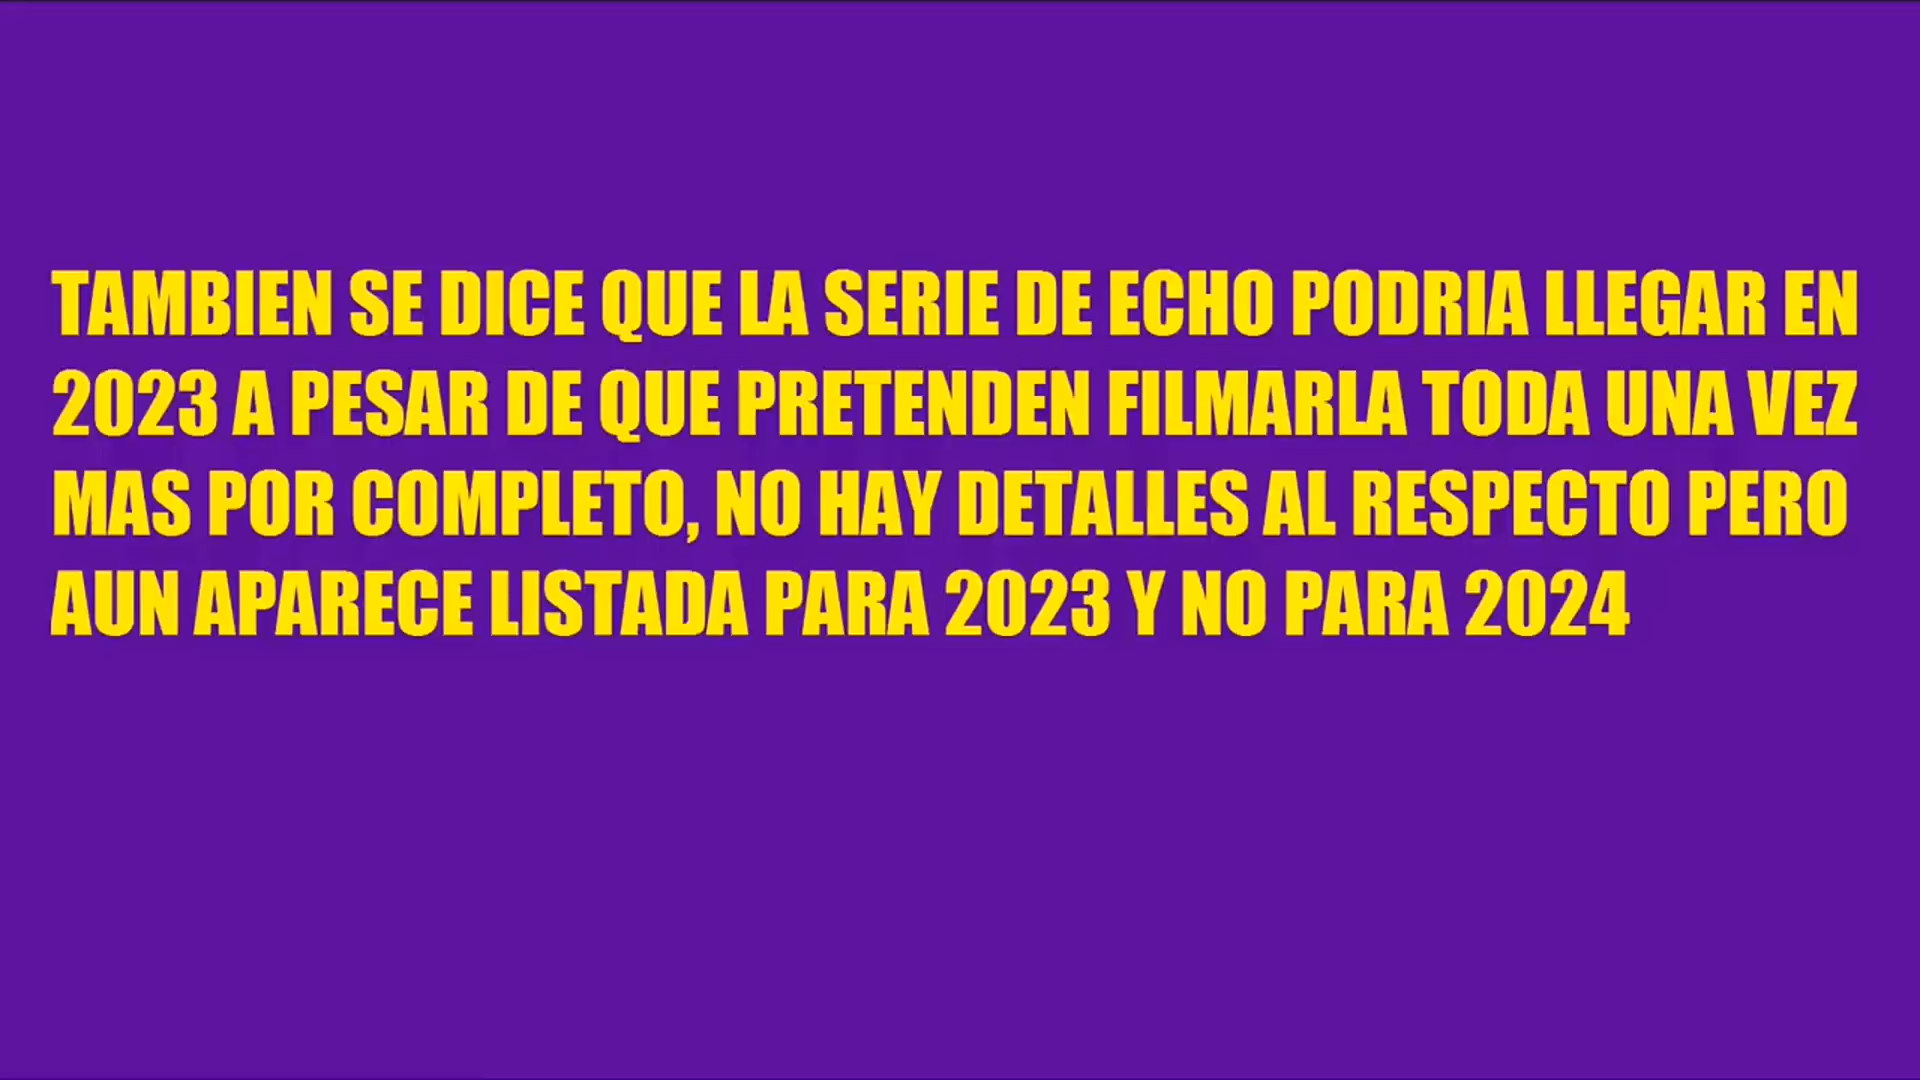 TAMBIEN SE DICE QUE LA SERIE DE ECHO PODRIA LLEGAR EN
2023 A PESAR DE QUE PRETENDEN FILMARLA TODA UNA VEZ
MAS POR COMPLETO, NO HAY DETALLES AL RESPECTO PERO
AUN APARECE LISTADA PARA 2023 Y NO PARA 2024